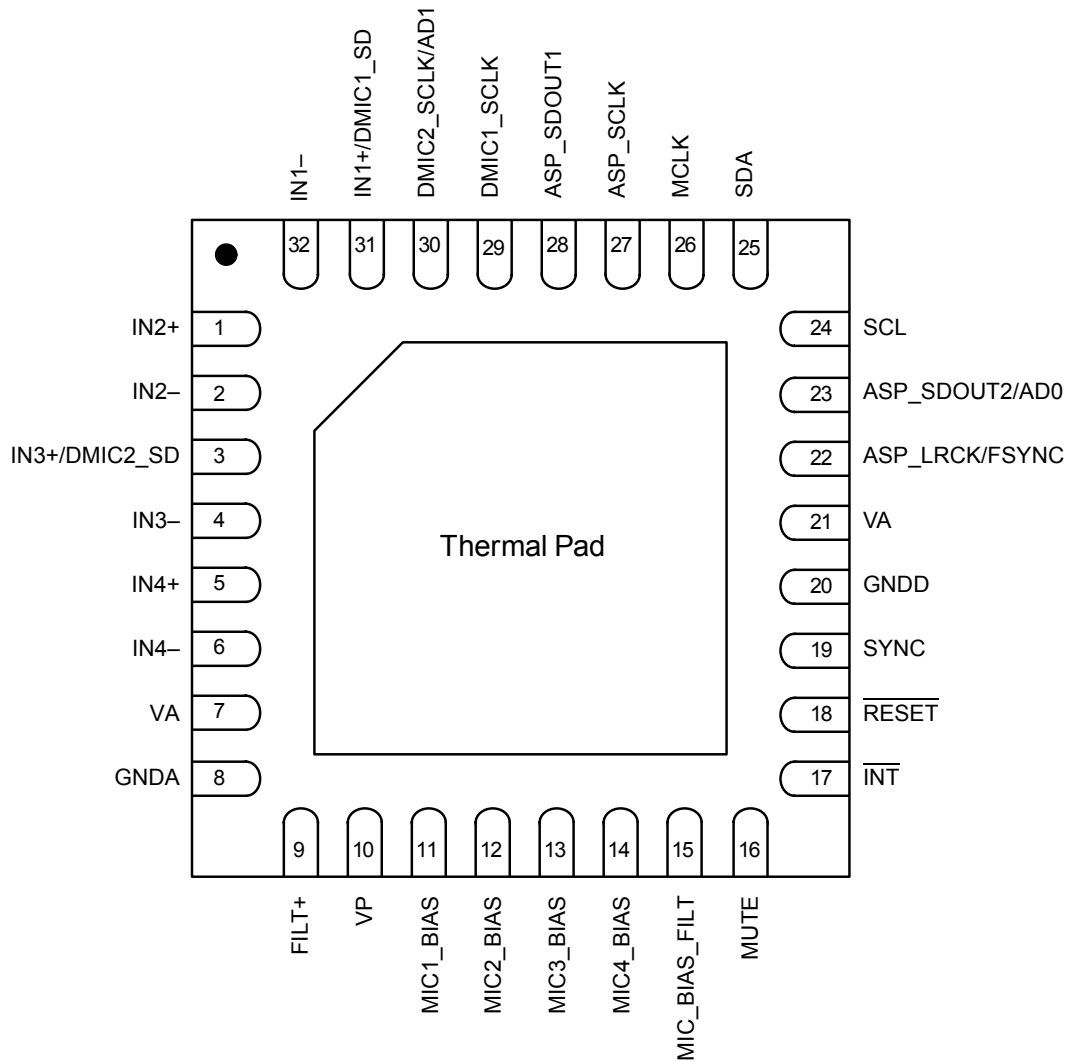 IN1–
IN1+/DMIC1_SD
DMIC2_SCLK/AD1
DMIC1_SCLK
ASP_SDOUT1
ASP_SCLK
MCLK
SDA
32
31
30
29
28
27
26
25
IN2+ 1
IN2– 2
IN3+/DMIC2_SD 3
IN3– 4
IN4+ 5
IN4– 6
VA 7
GNDA 8
Thermal Pad
24 SCL
23 ASP_SDOUT2/AD0
22 ASP_LRCK/FSYNC
21 VA
20 GNDD
19 SYNC
18 RESET
17 INT
9
10
11
12
13
14
15
16
FILT+
VP
MIC1_BIAS
MIC2_BIAS
MIC3_BIAS
MIC4_BIAS
MIC_BIAS_FILT
MUTE